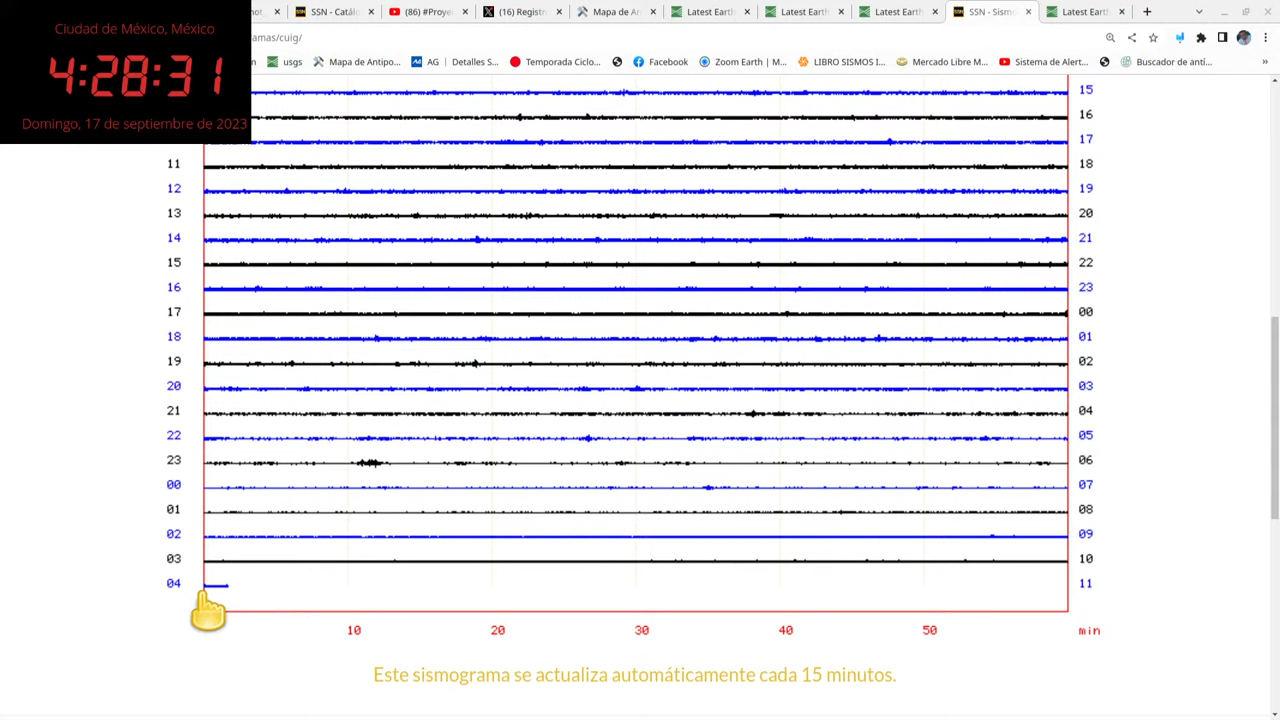 Ciudad de México, México
4:28:31
Domingo, 17 de septiembre de 2023
SSN - Catálo
(86) #Proye
(16) Registr
Mapa de An
Latest Earth
Latest Earth
Latest Earth
SSN - Sismo
Latest Earth
amas/cuig/
usgs
Mapa de Antipo...
AG
Detalles S...
Temporada Ciclo...
Facebook
Zoom Earth | M...
LIBRO SISMOS I...
Mercado Libre M...
Sistema de Alert...
Buscador de anti...
»
15
16
17
11 18
12 19
13 20
14 21
15 22
16 23
17 00
18 01
19 02
20 03
21 04
22 05
23 06
00 07
01 08
02 09
03 10
04 11
10 20 30 40 50 min
Este sismograma se actualiza automáticamente cada 15 minutos.